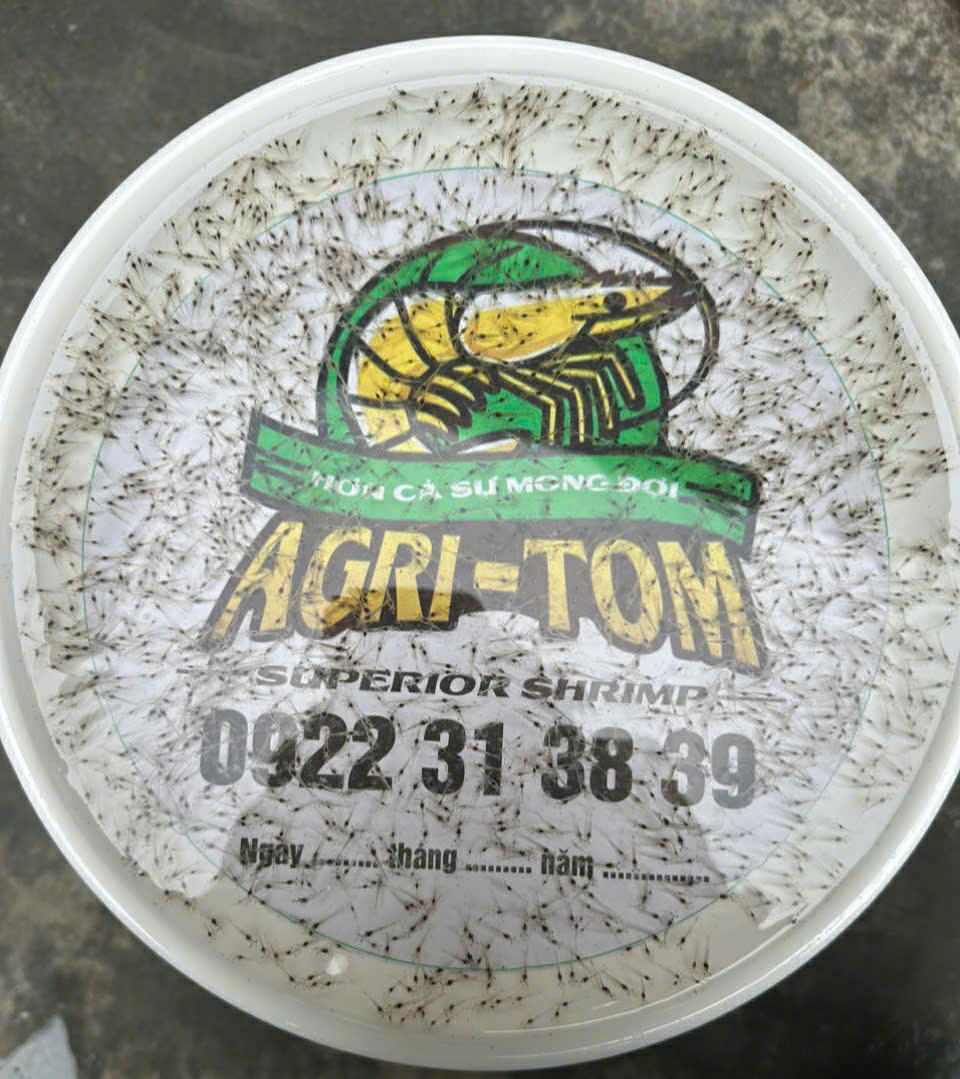 HƠN CẢ SỰ MONG ĐỢI
AGRI-TOM
SUPERIOR SHRIMP
0922 31 38 39
Ngày ......... tháng ......... năm ...............